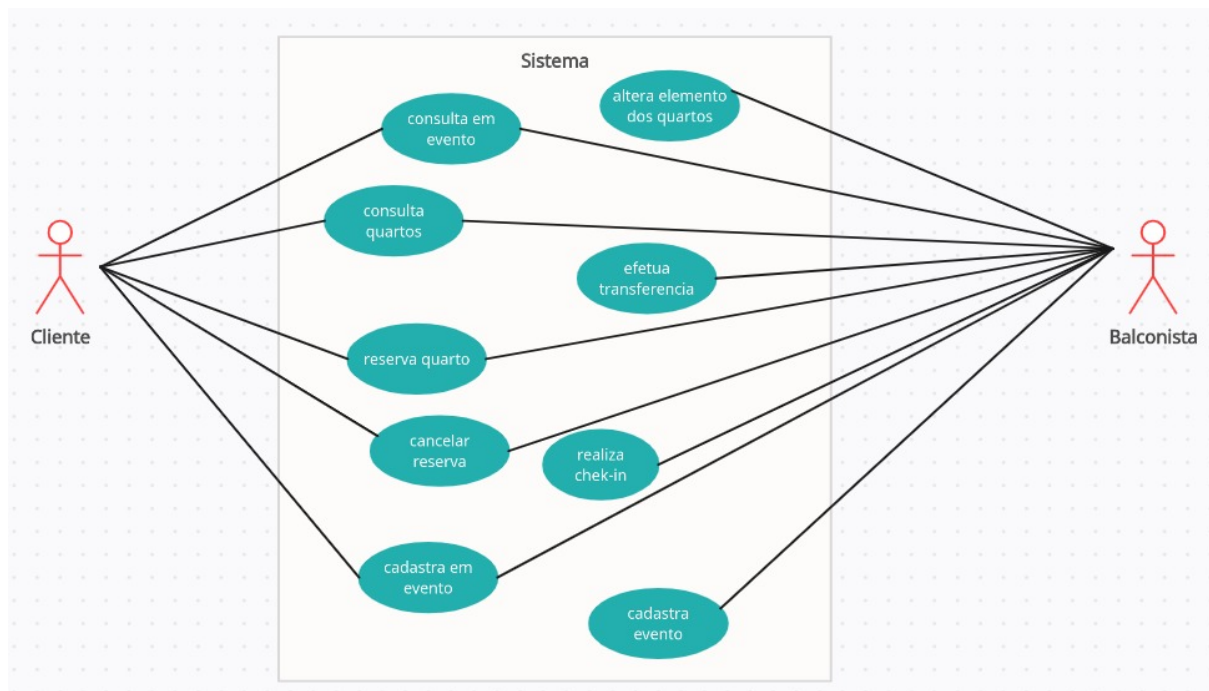 Sistema
altera elemento
dos quartos
consulta em
evento
consulta
quartos
efetua
transferencia
Cliente
Balconista
reserva quarto
cancelar
reserva
realiza
chek-in
cadastra em
evento
cadastra
evento